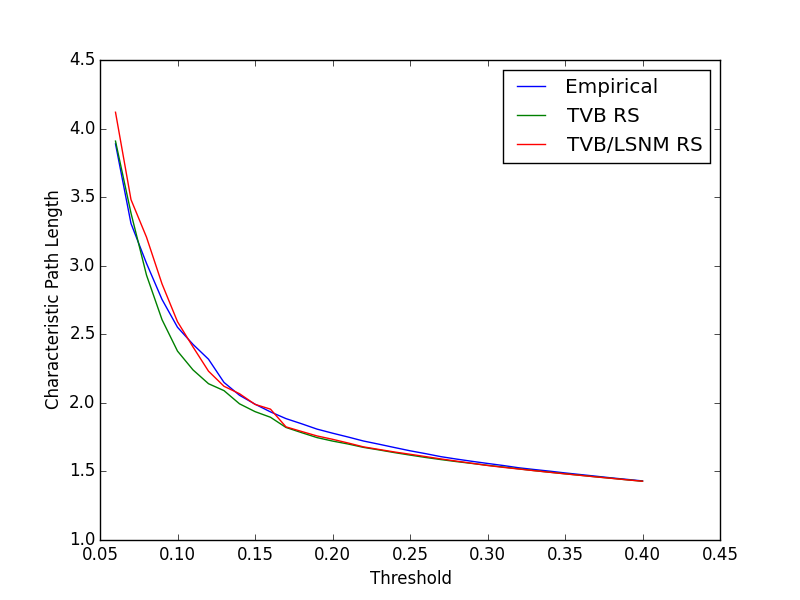 4.5
4.0
3.5
3.0
2.5
2.0
1.5
1.0
0.05 0.10 0.15 0.20 0.25 0.30 0.35 0.40 0.45
Characteristic Path Length
Threshold
Empirical
TVB RS
TVB/LSNM RS